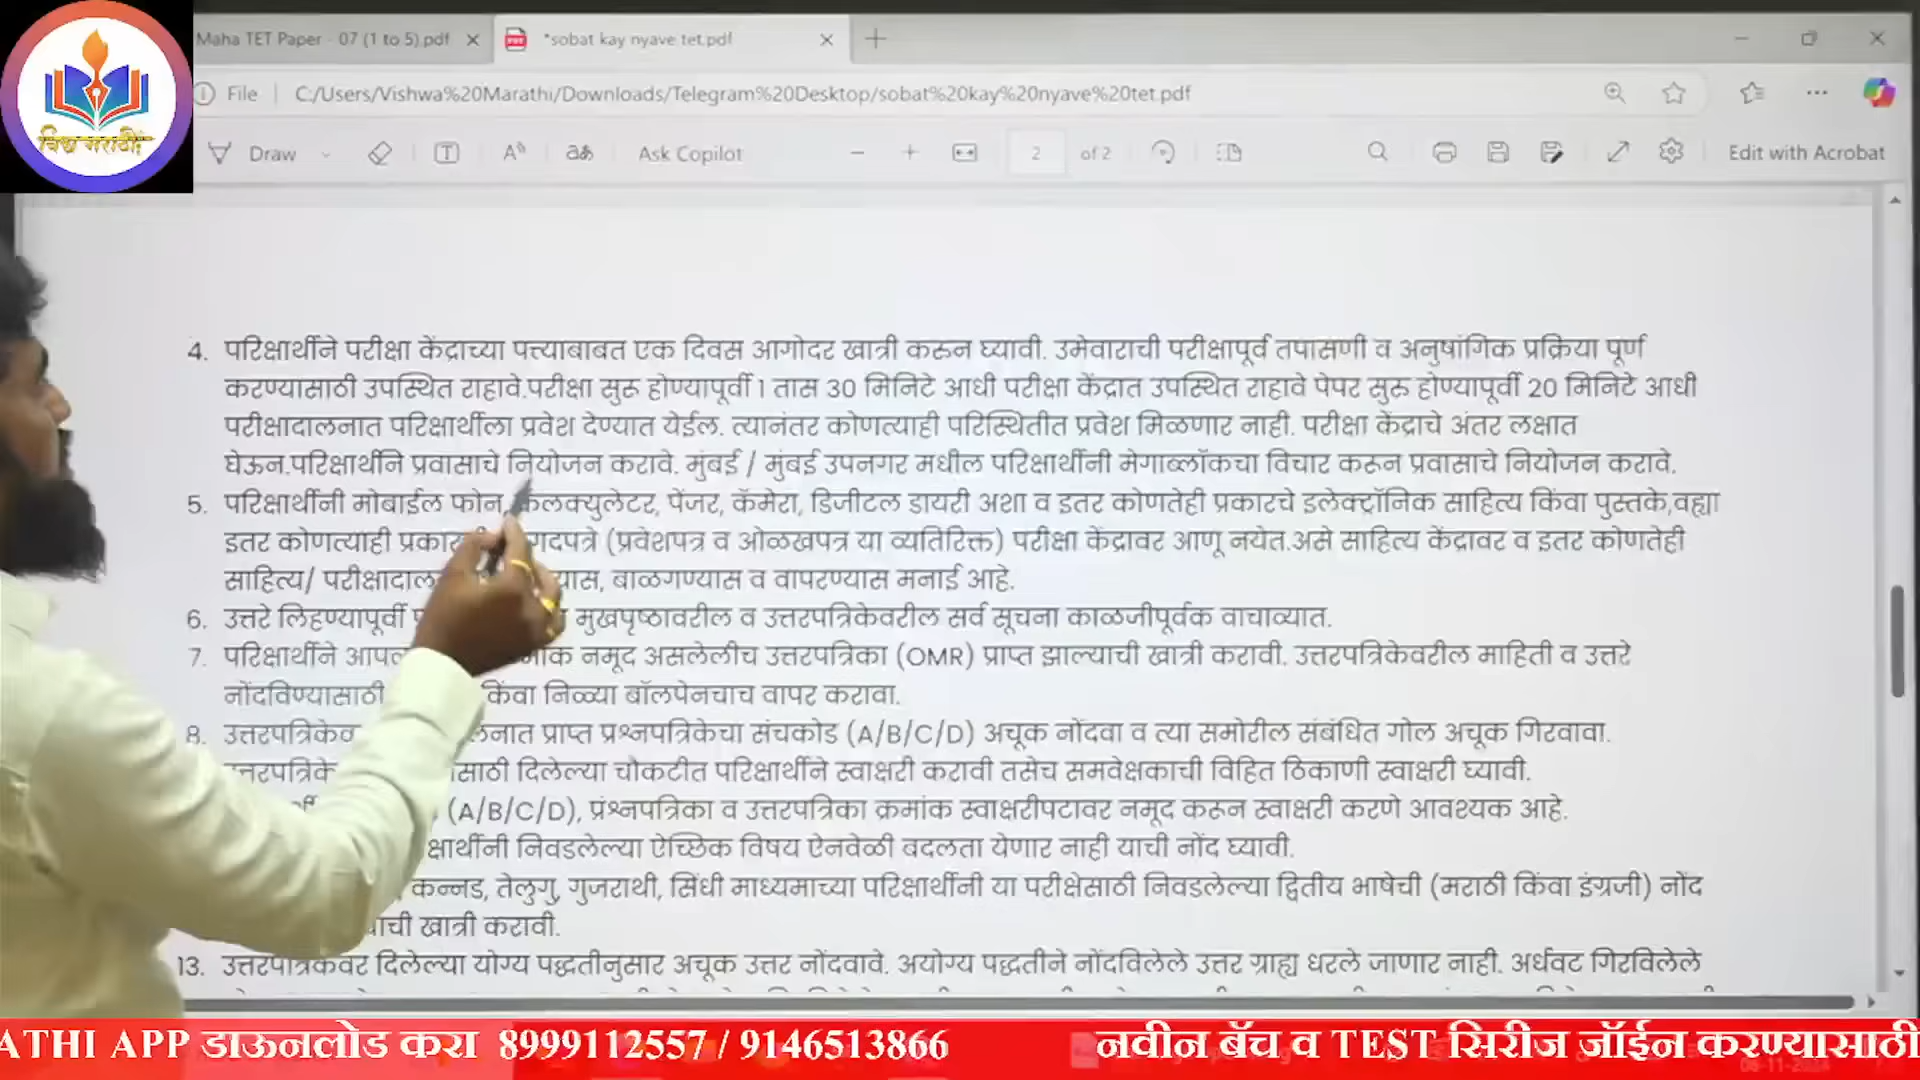 विश्व मराठी
Maha TET Paper - 07 (1 to 5).pdf
*sobat kay nyave tet.pdf
File
C:/Users/Vishwa%20Marathi/Downloads/Telegram%20Desktop/sobat%20kay%20nyave%20tet.pdf
Draw
Ask Copilot
2 of 2
Edit with Acrobat
4. परिक्षार्थीने परीक्षा केंद्राच्या पत्त्याबाबत एक दिवस आगोदर खात्री करुन घ्यावी. उमेवाराची परीक्षापूर्व तपासणी व अनुषांगिक प्रक्रिया पूर्ण
करण्यासाठी उपस्थित राहावे.परीक्षा सुरू होण्यापूर्वी 1 तास 30 मिनिटे आधी परीक्षा केंद्रात उपस्थित राहावे पेपर सुरु होण्यापूर्वी 20 मिनिटे आधी
परीक्षादालनात परिक्षार्थीला प्रवेश देण्यात येईल. त्यानंतर कोणत्याही परिस्थितीत प्रवेश मिळणार नाही. परीक्षा केंद्राचे अंतर लक्षात
घेऊन.परिक्षार्थीने प्रवासाचे नियोजन करावे. मुंबई / मुंबई उपनगर मधील परिक्षार्थीनी मेगाब्लॉकचा विचार करून प्रवासाचे नियोजन करावे.
5. परिक्षार्थीनी मोबाईल फोन, कॅलक्युलेटर, पेंजर, कॅमेरा, डिजीटल डायरी अशा व इतर कोणतेही प्रकारचे इलेक्ट्रॉनिक साहित्य किंवा पुस्तके,वह्या
इतर कोणत्याही (प्रवेशपत्र व ओळखपत्र या व्यतिरिक्त) परीक्षा केंद्रावर आणू नयेत.असे साहित्य केंद्रावर व इतर कोणतेही
साहित्य/ बाळगण्यास व वापरण्यास मनाई आहे.
6. उत्तरे लिहण्यापूर्वी मुखपृष्ठावरील व उत्तरपत्रिकेवरील सर्व सूचना काळजीपूर्वक वाचाव्यात.
7. परिक्षार्थीने नमूद असलेलीच उत्तरपत्रिका (OMR) प्राप्त झाल्याची खात्री करावी. उत्तरपत्रिकेवरील माहिती व उत्तरे
नोंदविण्यासाठी किंवा निळ्या बॉलपेनचाच वापर करावा.
8. प्राप्त प्रश्नपत्रिकेचा संचकोड (A/B/C/D) अचूक नोंदवा व त्या समोरील संबंधित गोल अचूक गिरवावा.
दिलेल्या चौकटीत परिक्षार्थीने स्वाक्षरी करावी तसेच समवेक्षकाची विहित ठिकाणी स्वाक्षरी घ्यावी.
(A/B/C/D), प्रंश्नपत्रिका व उत्तरपत्रिका क्रमांक स्वाक्षरीपटावर नमूद करून स्वाक्षरी करणे आवश्यक आहे.
निवडलेल्या ऐच्छिक विषय ऐनवेळी बदलता येणार नाही याची नोंद घ्यावी.
कन्नड, तेलुगु, गुजराथी, सिंधी माध्यमाच्या परिक्षार्थीनी या परीक्षेसाठी निवडलेल्या द्वितीय भाषेची (मराठी किंवा इंग्रजी) नोंद
खात्री करावी.
13. उत्तरपत्रिकेवर दिलेल्या योग्य पद्धतीनुसार अचूक उत्तर नोंदवावे. अयोग्य पद्धतीने नोंदविलेले उत्तर ग्राह्य धरले जाणार नाही. अर्धवट गिरविलेले
ATHI APP डाऊनलोड करा 8999112557 / 9146513866 नवीन बॅच व TEST सिरीज जॉईन करण्यासाठी